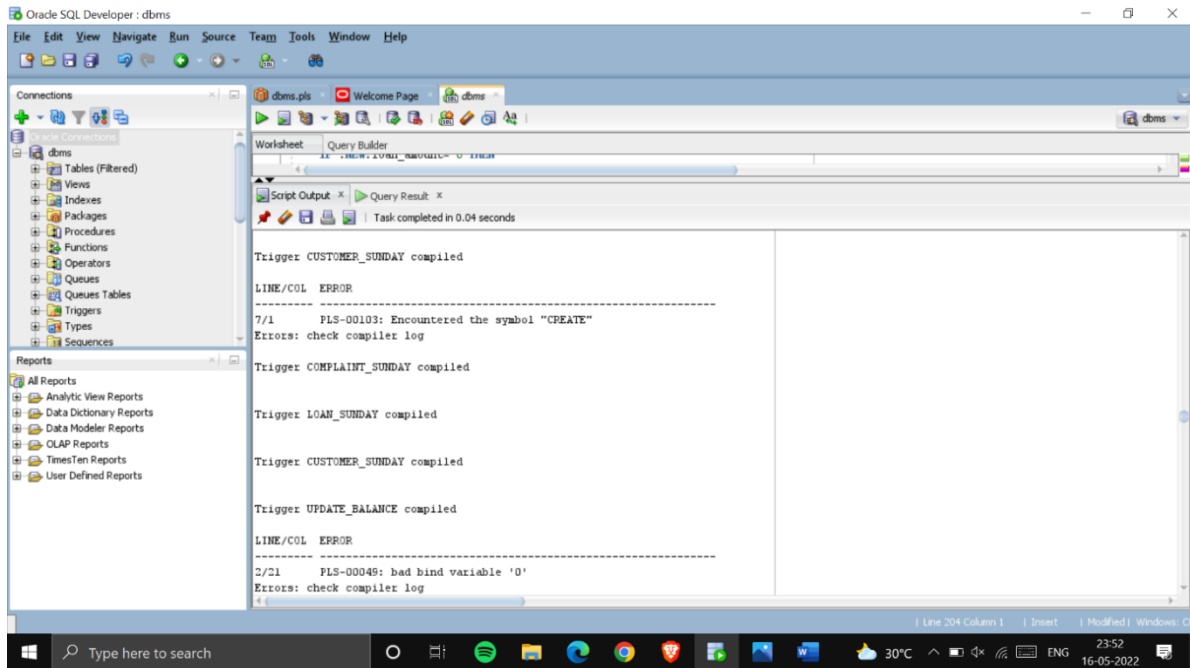 Oracle SQL Developer : dbms
File Edit View Navigate Run Source Team Tools Window Help
Connections
dbms.pls
Welcome Page
dbms
dbms
Worksheet Query Builder
Oracle Connections
dbms
Tables (Filtered)
Views
Indexes
Packages
Procedures
Functions
Operators
Queues
Queues Tables
Triggers
Types
Sequences
Reports
All Reports
Analytic View Reports
Data Dictionary Reports
Data Modeler Reports
OLAP Reports
TimesTen Reports
User Defined Reports
Script Output x Query Result x
Task completed in 0.04 seconds
Trigger CUSTOMER_SUNDAY compiled
LINE/COL ERROR
--------- -------------------------------------------------------------
7/1 PLS-00103: Encountered the symbol "CREATE"
Errors: check compiler log
Trigger COMPLAINT_SUNDAY compiled
Trigger LOAN_SUNDAY compiled
Trigger CUSTOMER_SUNDAY compiled
Trigger UPDATE_BALANCE compiled
LINE/COL ERROR
--------- -------------------------------------------------------------
2/21 PLS-00049: bad bind variable '0'
Errors: check compiler log
| Line 204 Column 1 | Insert | Modified | Windows: C
Type here to search
30°C
ENG
23:52
16-05-2022